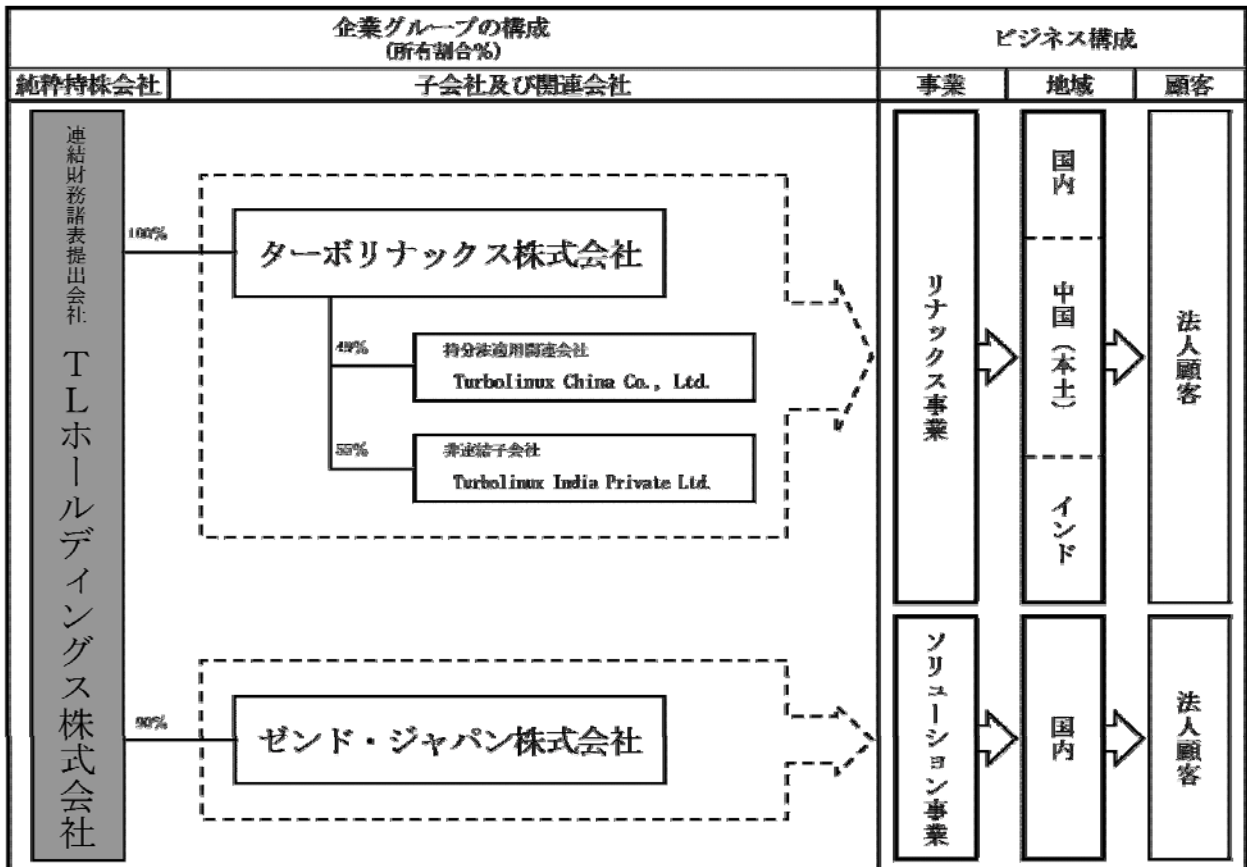 企業グループの構成
(所有割合%)
ビジネス構成
純粋持株会社
子会社及び関連会社
事業
地域
顧客
連結財務諸表提出会社 TLホールディングス株式会社
100%
ターボリナックス株式会社
49%
持分法適用関連会社
Turbolinux China Co., Ltd.
55%
非連結子会社
Turbolinux India Private Ltd.
リナックス事業
国内
中国(本土)
インド
法人顧客
90%
ゼンド・ジャパン株式会社
ソリューション事業
国内
法人顧客